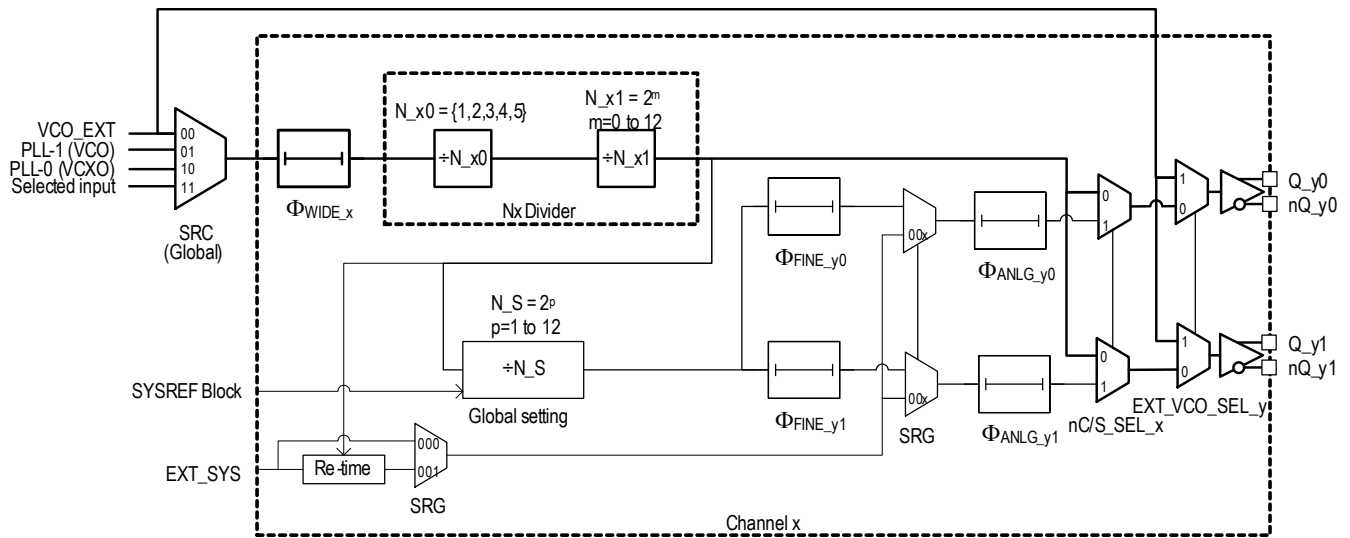 VCO_EXT
PLL-1 (VCO)
PLL-0 (VCXO)
Selected input
00
01
10
11
SRC
(Global)
ΦWIDE_x
N_x0 = {1,2,3,4,5}
N_x1 = 2m
m=0 to 12
÷N_x0
÷N_x1
Nx Divider
ΦFINE_y0
00x
ΦANLG_y0
0
1
1
0
Q_y0
nQ_y0
N_S = 2p
p=1 to 12
÷N_S
Global setting
SYSREF Block
ΦFINE_y1
00x
SRG
ΦANLG_y1
0
1
nC/S_SEL_x
1
0
EXT_VCO_SEL_y
Q_y1
nQ_y1
EXT_SYS
Re-time
000
001
SRG
Channel x